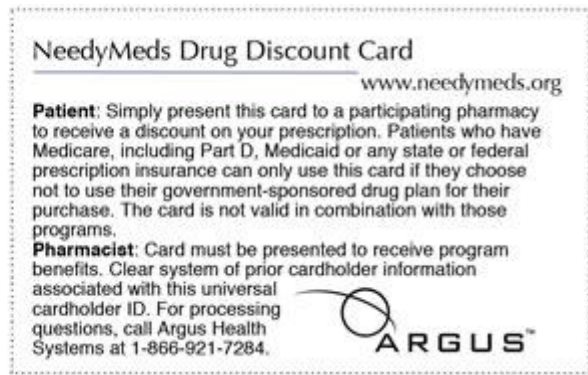 NeedyMeds Drug Discount Card
www.needymeds.org
Patient: Simply present this card to a participating pharmacy
to receive a discount on your prescription. Patients who have
Medicare, including Part D, Medicaid or any state or federal
prescription insurance can only use this card if they choose
not to use their government-sponsored drug plan for their
purchase. The card is not valid in combination with those
programs.
Pharmacist: Card must be presented to receive program
benefits. Clear system of prior cardholder information
associated with this universal
cardholder ID. For processing
questions, call Argus Health
Systems at 1-866-921-7284.
ARGUS™